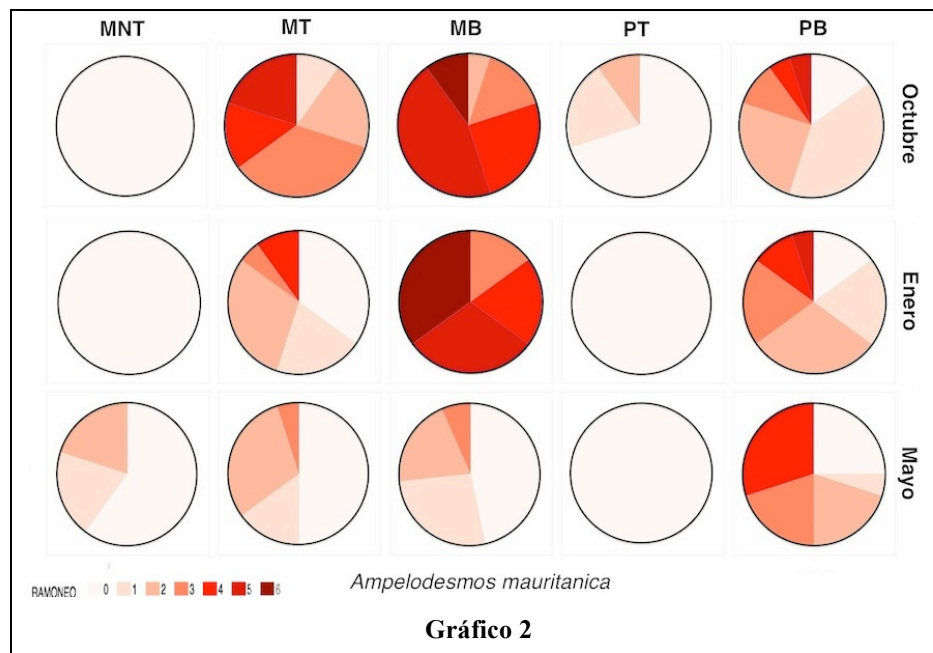 MNT MT MB PT PB
Octubre
Enero
Mayo
RAMONEO 0 1 2 3 4 5 6
Ampelodesmos mauritanica
Gráfico 2